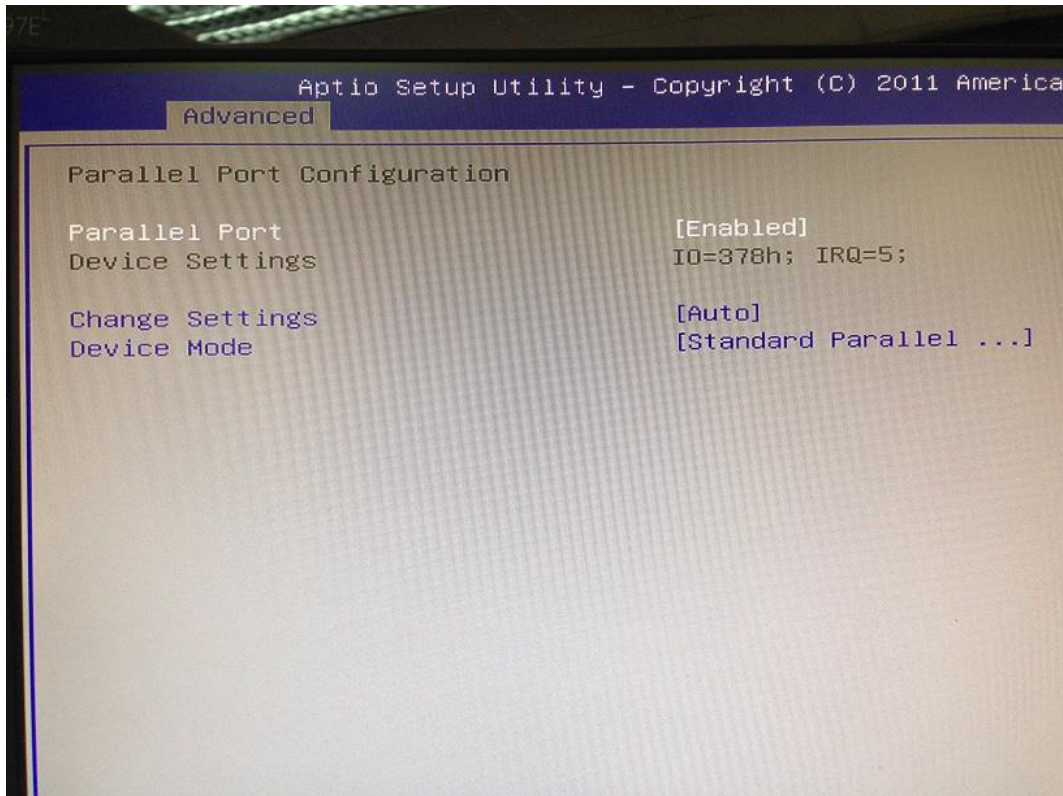 97E
Aptio Setup Utility – Copyright (C) 2011 America
Advanced
Parallel Port Configuration
Parallel Port [Enabled]
Device Settings IO=378h; IRQ=5;
Change Settings [Auto]
Device Mode [Standard Parallel ...]